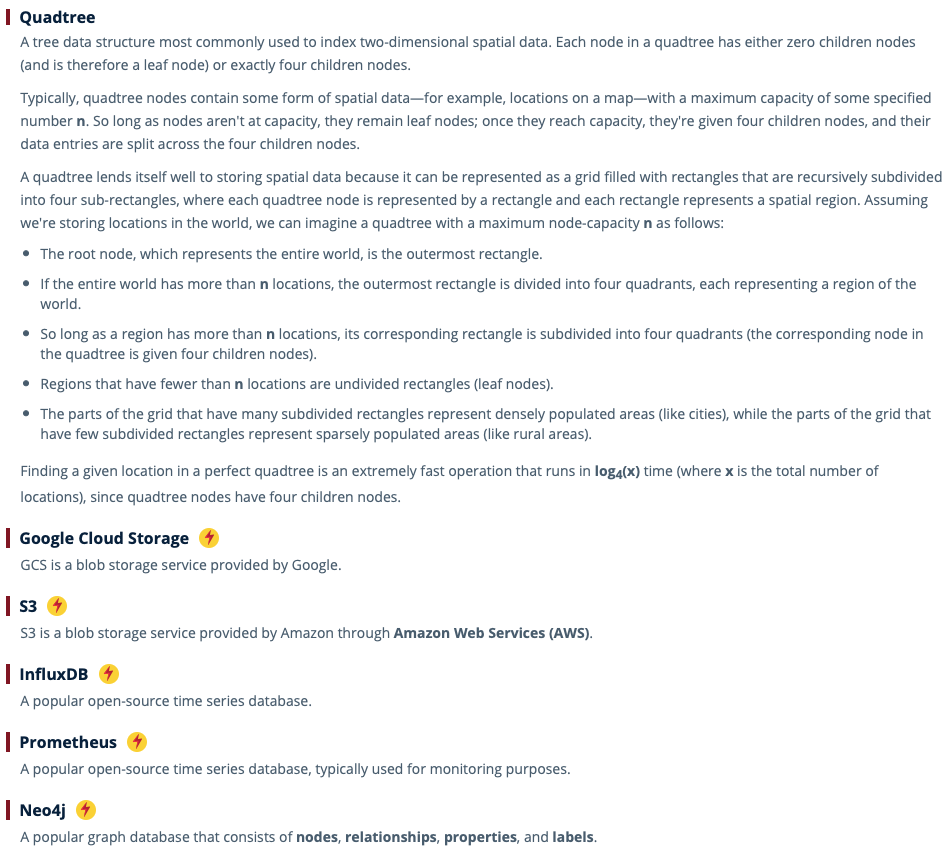 Quadtree
A tree data structure most commonly used to index two-dimensional spatial data. Each node in a quadtree has either zero children nodes
(and is therefore a leaf node) or exactly four children nodes.
Typically, quadtree nodes contain some form of spatial data—for example, locations on a map—with a maximum capacity of some specified
number n. So long as nodes aren't at capacity, they remain leaf nodes; once they reach capacity, they're given four children nodes, and their
data entries are split across the four children nodes.
A quadtree lends itself well to storing spatial data because it can be represented as a grid filled with rectangles that are recursively subdivided
into four sub-rectangles, where each quadtree node is represented by a rectangle and each rectangle represents a spatial region. Assuming
we're storing locations in the world, we can imagine a quadtree with a maximum node-capacity n as follows:
• The root node, which represents the entire world, is the outermost rectangle.
• If the entire world has more than n locations, the outermost rectangle is divided into four quadrants, each representing a region of the
world.
• So long as a region has more than n locations, its corresponding rectangle is subdivided into four quadrants (the corresponding node in
the quadtree is given four children nodes).
• Regions that have fewer than n locations are undivided rectangles (leaf nodes).
• The parts of the grid that have many subdivided rectangles represent densely populated areas (like cities), while the parts of the grid that
have few subdivided rectangles represent sparsely populated areas (like rural areas).
Finding a given location in a perfect quadtree is an extremely fast operation that runs in log₄(x) time (where x is the total number of
locations), since quadtree nodes have four children nodes.
Google Cloud Storage
GCS is a blob storage service provided by Google.
S3
S3 is a blob storage service provided by Amazon through Amazon Web Services (AWS).
InfluxDB
A popular open-source time series database.
Prometheus
A popular open-source time series database, typically used for monitoring purposes.
Neo4j
A popular graph database that consists of nodes, relationships, properties, and labels.